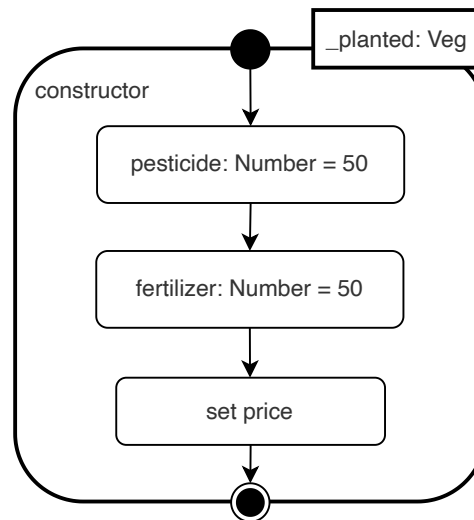 _planted: Veg
constructor
pesticide: Number = 50
fertilizer: Number = 50
set price